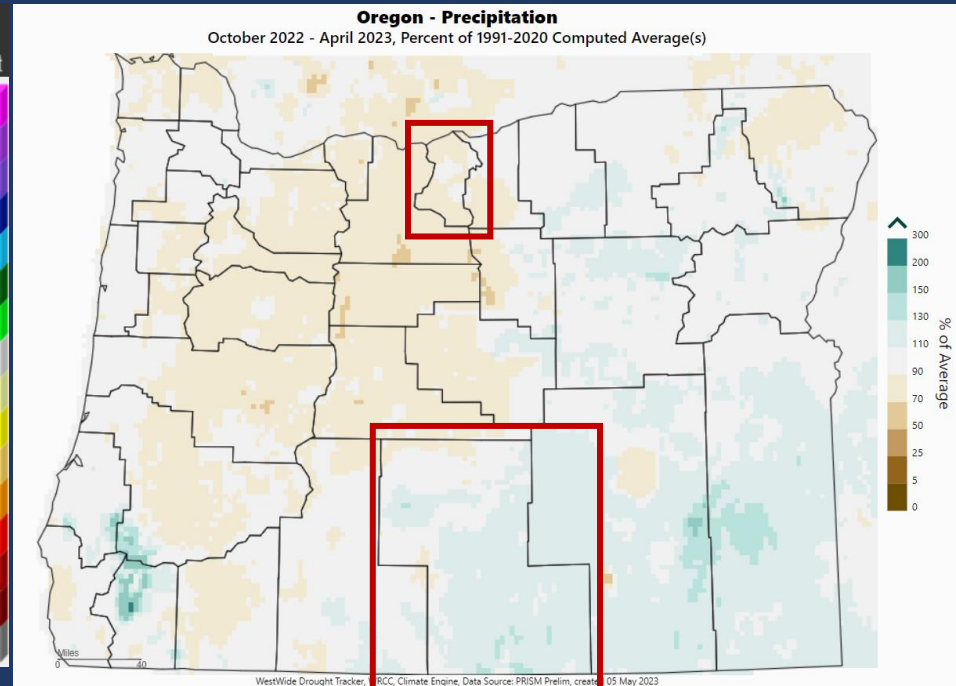 Oregon - Precipitation
October 2022 - April 2023, Percent of 1991-2020 Computed Average(s)
300
200
150
130
110
90
70
50
25
5
0
% of Average
Miles
0 40
WestWide Drought Tracker, RCC, Climate Engine, Data Source: PRISM Prelim, create 05 May 2023